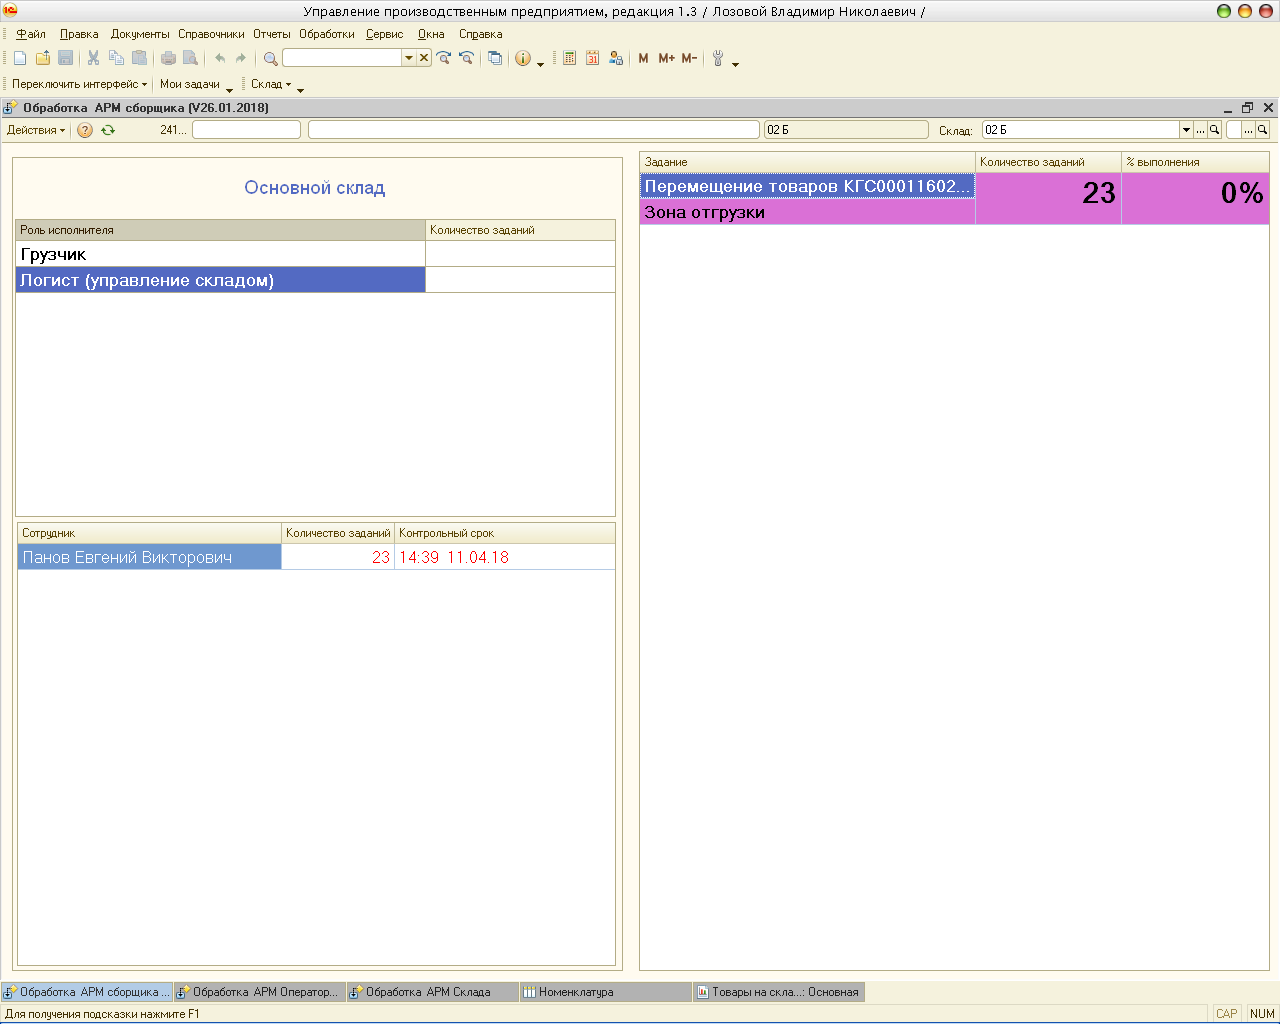 Управление производственным предприятием, редакция 1.3 / Лозовой Владимир Николаевич /
Файл Правка Документы Справочники Отчеты Обработки Сервис Окна Справка
M M+ M-
Переключить интерфейс Мои задачи Склад
Обработка АРМ сборщика (V26.01.2018)
Действия 241... 02 Б Склад: 02 Б
Основной склад
Роль исполнителя Количество заданий
Грузчик
Логист (управление складом)
Сотрудник Количество заданий Контрольный срок
Панов Евгений Викторович 23 14:39 11.04.18
Задание Количество заданий % выполнения
Перемещение товаров КГС00011602... 23 0%
Зона отгрузки
Обработка АРМ сборщика ... Обработка АРМ Оператор... Обработка АРМ Склада Номенклатура Товары на скла...: Основная
Для получения подсказки нажмите F1 CAP NUM